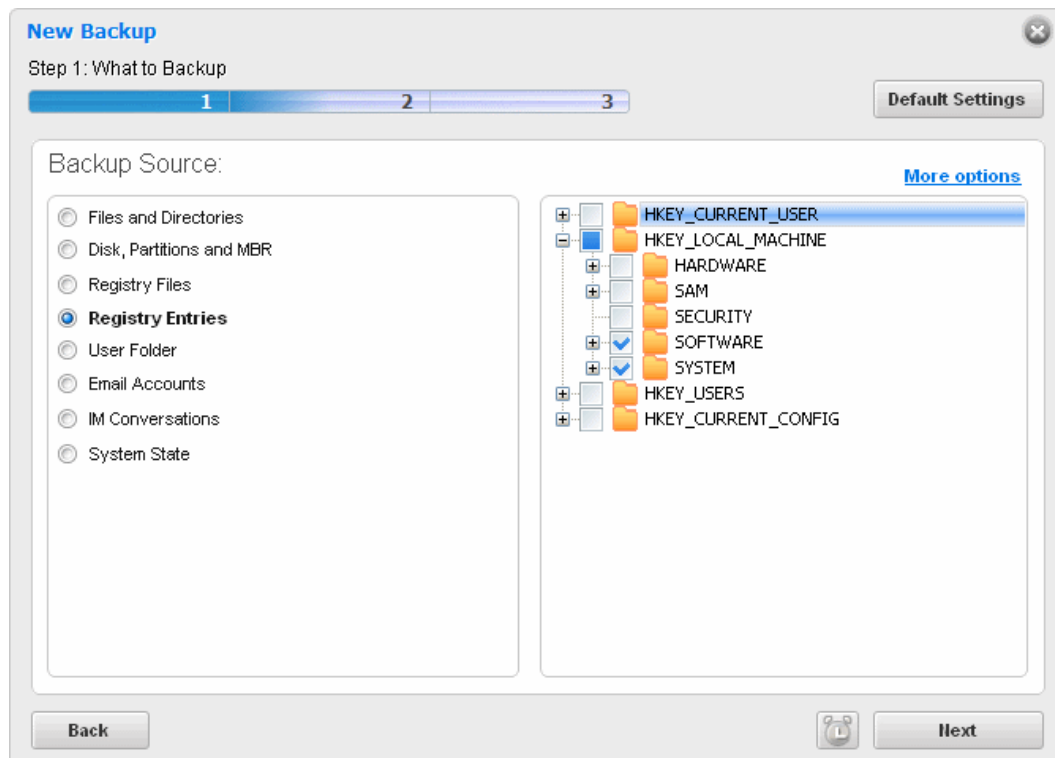 New Backup
Step 1: What to Backup
1 2 3
Default Settings
Backup Source:
More options
Files and Directories
Disk, Partitions and MBR
Registry Files
Registry Entries
User Folder
Email Accounts
IM Conversations
System State
HKEY_CURRENT_USER
HKEY_LOCAL_MACHINE
HARDWARE
SAM
SECURITY
SOFTWARE
SYSTEM
HKEY_USERS
HKEY_CURRENT_CONFIG
Back
Next